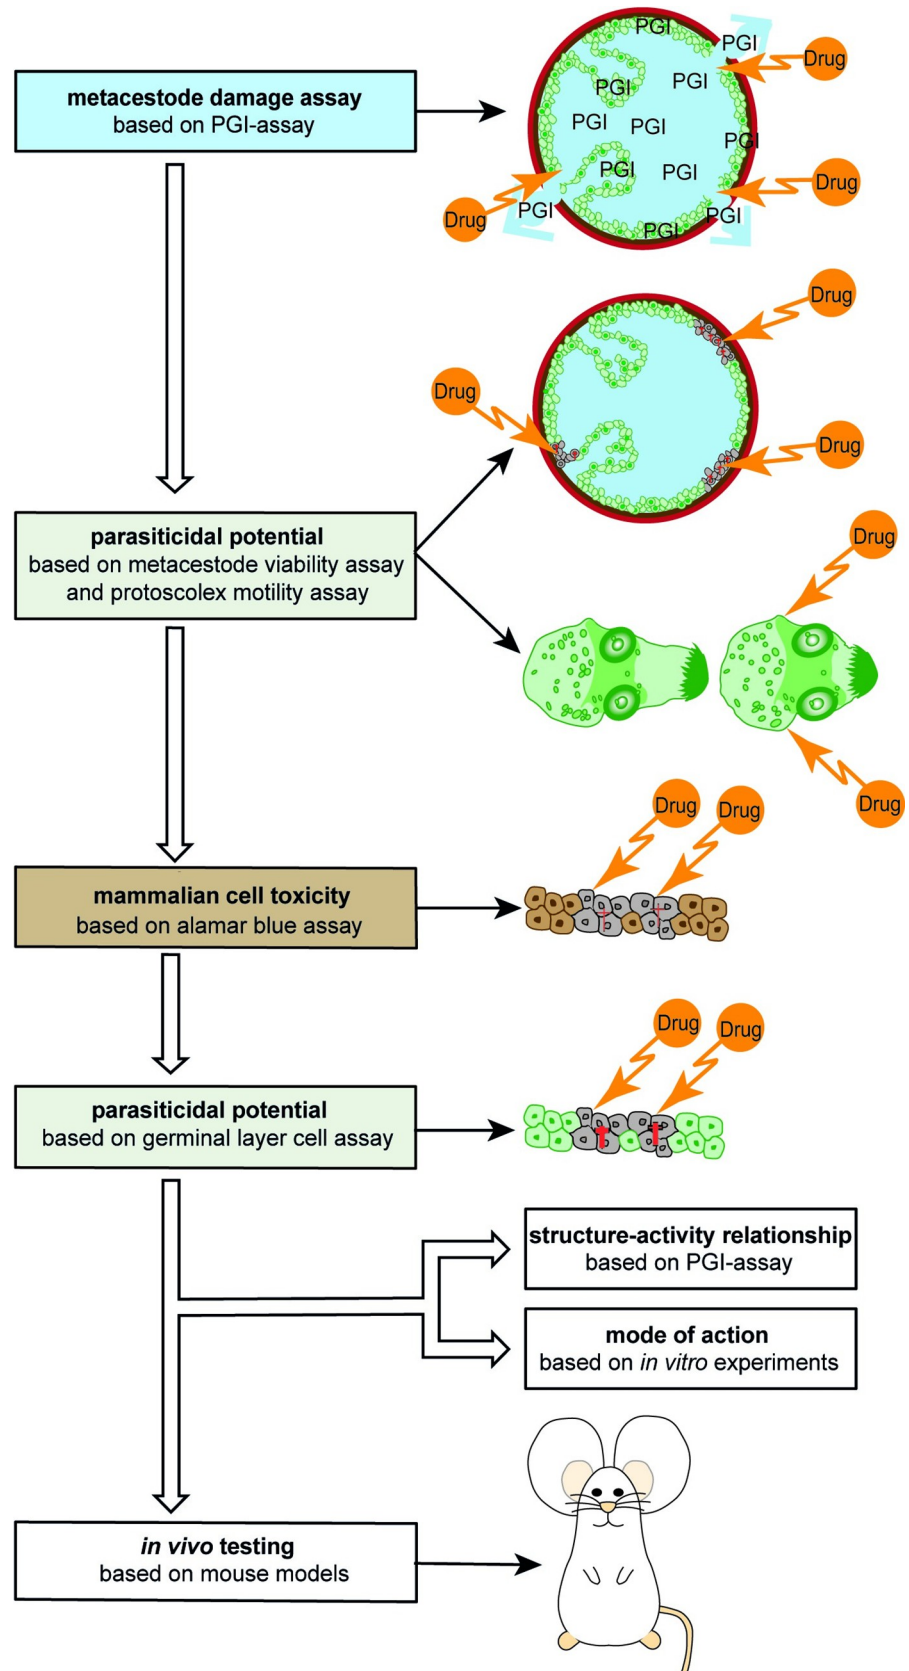 PGI
PGI
Drug
metacestode damage assay
based on PGI-assay
PGI
PGI
PGI
PGI
PGI
PGI
PGI
Drug
Drug
PGI
PGI
PGI
Drug
Drug
Drug
parasiticidal potential
based on metacestode viability assay
and protoscolex motility assay
Drug
Drug
Drug
Drug
mammalian cell toxicity
based on alamar blue assay
Drug
Drug
parasiticidal potential
based on germinal layer cell assay
structure-activity relationship
based on PGI-assay
mode of action
based on in vitro experiments
in vivo testing
based on mouse models